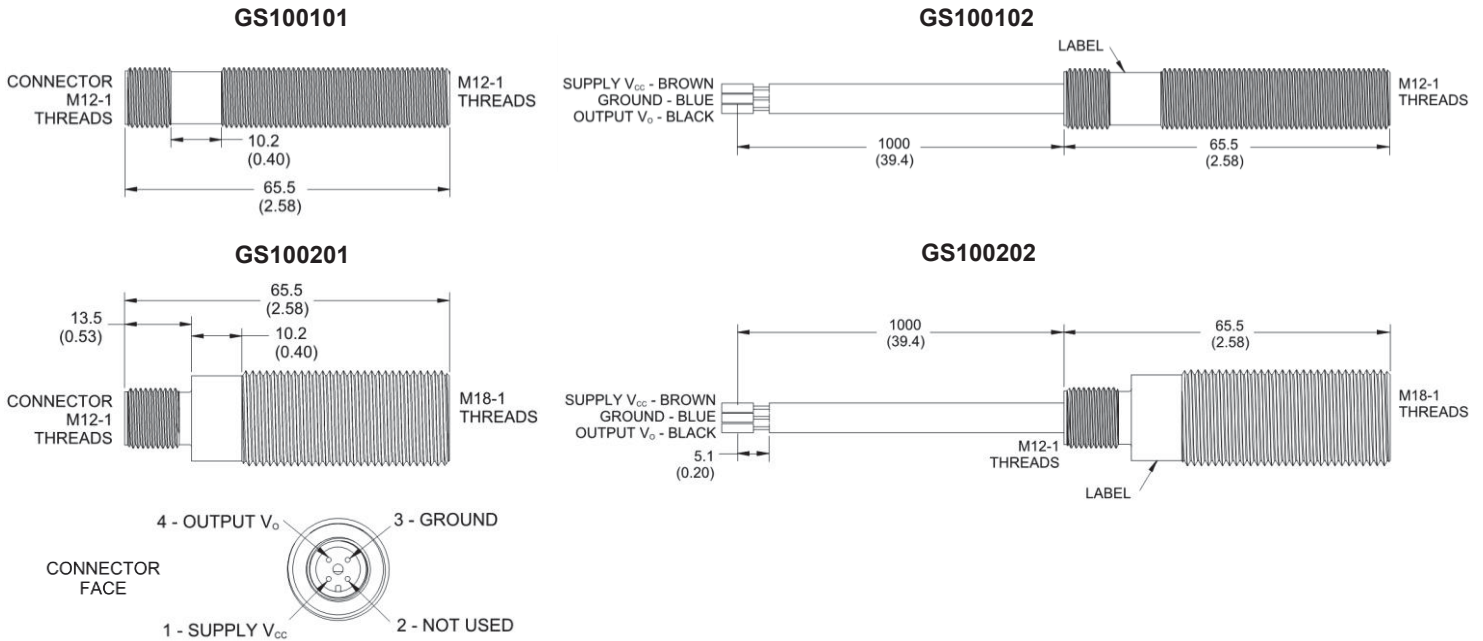 GS100101
CONNECTOR
M12-1
THREADS
M12-1
THREADS
10.2
(0.40)
65.5
(2.58)
GS100102
LABEL
SUPPLY Vcc - BROWN
GROUND - BLUE
OUTPUT Vo - BLACK
M12-1
THREADS
1000
(39.4)
65.5
(2.58)
GS100201
65.5
(2.58)
13.5
(0.53)
10.2
(0.40)
CONNECTOR
M12-1
THREADS
M18-1
THREADS
GS100202
1000
(39.4)
65.5
(2.58)
SUPPLY Vcc - BROWN
GROUND - BLUE
OUTPUT Vo - BLACK
M18-1
THREADS
5.1
(0.20)
M12-1
THREADS
LABEL
4 - OUTPUT Vo
3 - GROUND
CONNECTOR
FACE
1 - SUPPLY Vcc
2 - NOT USED